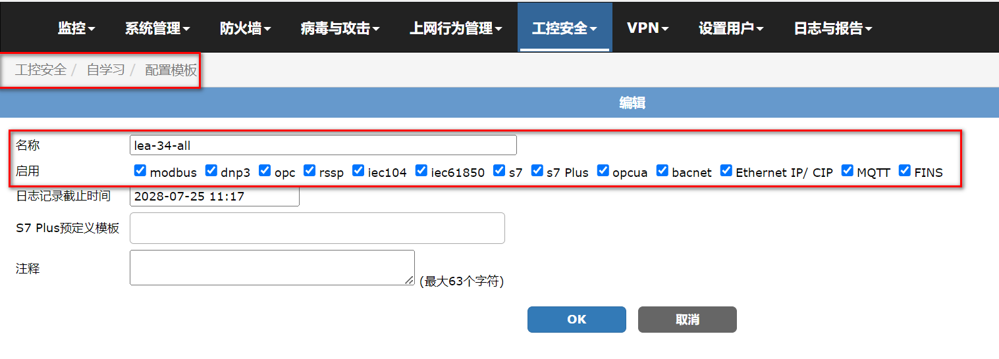 监控 系统管理 防火墙 病毒与攻击 上网行为管理 工控安全 VPN 设置用户 日志与报告
工控安全 / 自学习 / 配置模板
编辑
名称 lea-34-all
启用 modbus dnp3 opc rssp iec104 iec61850 s7 s7 Plus opcua bacnet Ethernet IP/ CIP MQTT FINS
日志记录截止时间 2028-07-25 11:17
S7 Plus预定义模板
注释 (最大63个字符)
OK 取消